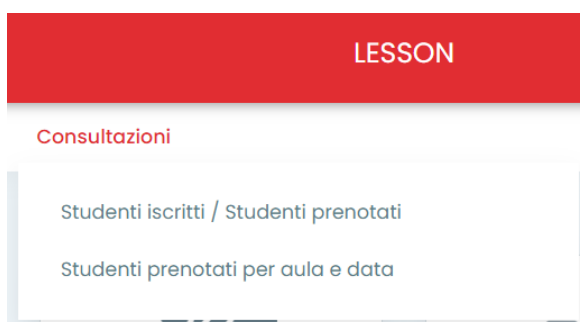 LESSON
Consultazioni
Studenti iscritti / Studenti prenotati
Studenti prenotati per aula e data